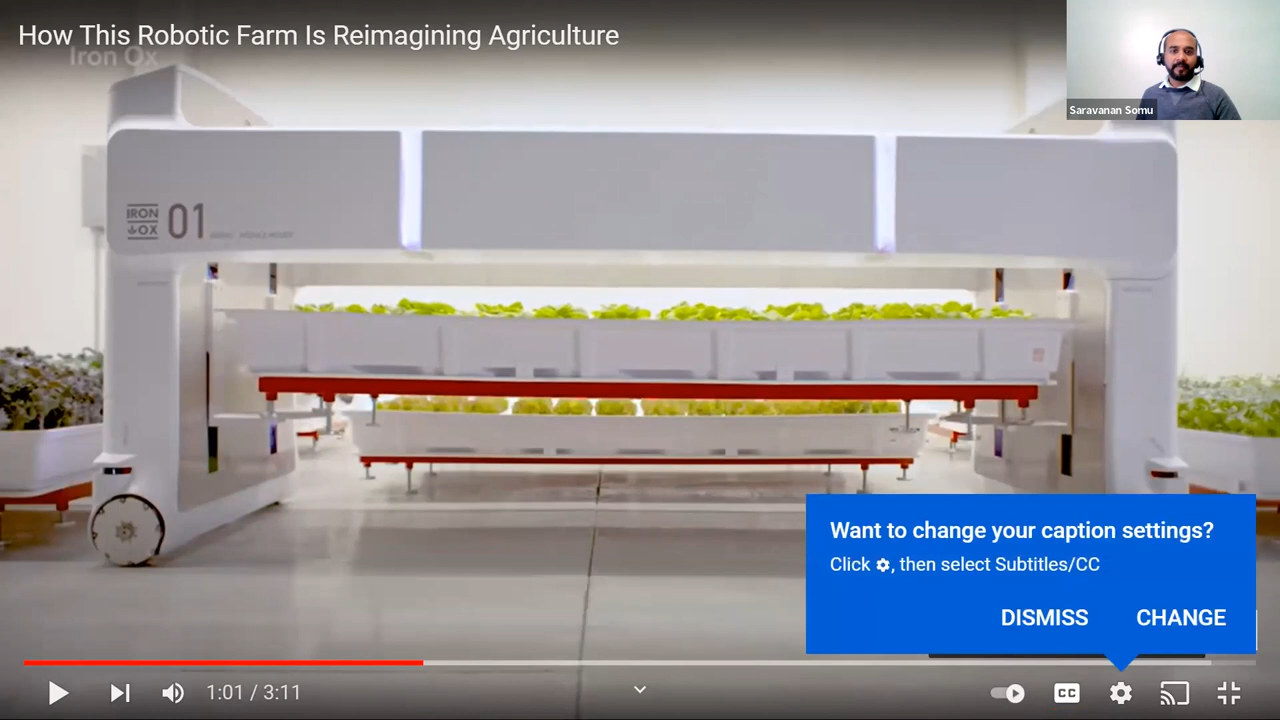 How This Robotic Farm Is Reimagining Agriculture
Iron Ox
Saravanan Somu
IRON
OX
01
Want to change your caption settings?
Click , then select Subtitles/CC
DISMISS
CHANGE
1:01 / 3:11
CC